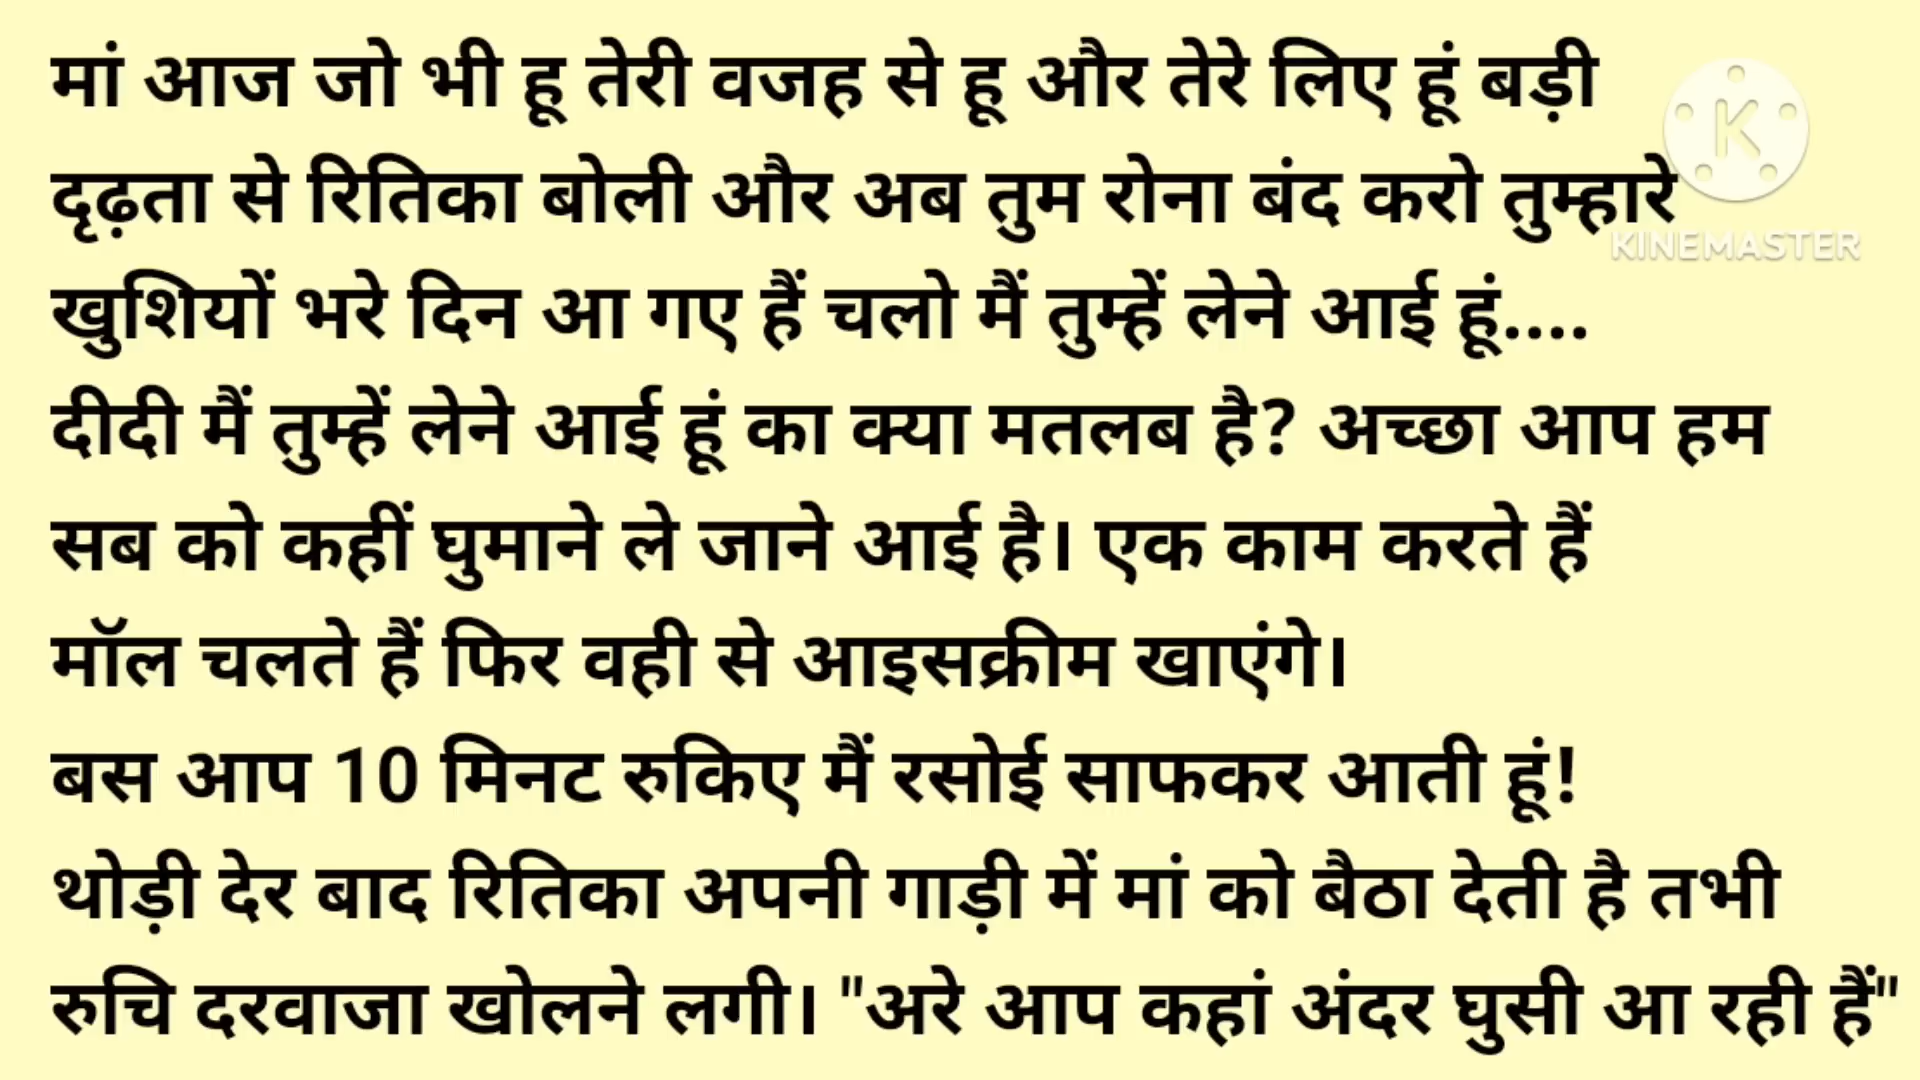 मां आज जो भी हू तेरी वजह से हू और तेरे लिए हूं बड़ी
दृढ़ता से रितिका बोली और अब तुम रोना बंद करो तुम्हारे
KINEMASTER
खुशियों भरे दिन आ गए हैं चलो मैं तुम्हें लेने आई हूं....
दीदी मैं तुम्हें लेने आई हूं का क्या मतलब है? अच्छा आप हम
सब को कहीं घुमाने ले जाने आई है। एक काम करते हैं
मॉल चलते हैं फिर वही से आइसक्रीम खाएंगे।
बस आप 10 मिनट रुकिए मैं रसोई साफकर आती हूं!
थोड़ी देर बाद रितिका अपनी गाड़ी में मां को बैठा देती है तभी
रुचि दरवाजा खोलने लगी। "अरे आप कहां अंदर घुसी आ रही हैं"